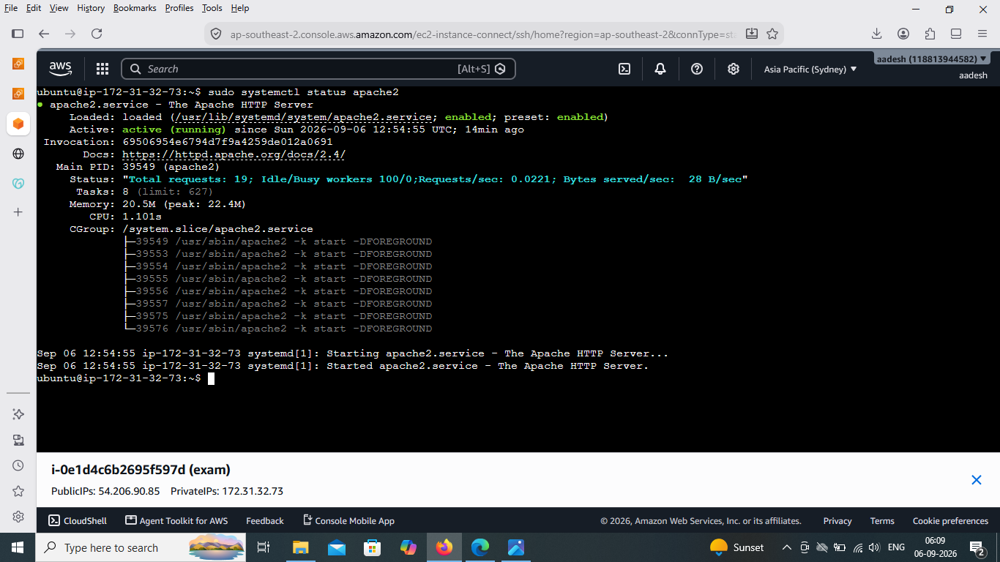 File Edit View History Bookmarks Profiles Tools Help
ap-southeast-2.console.aws.amazon.com/ec2-instance-connect/ssh/home?region=ap-southeast-2&connType=sta
aws Search [Alt+S] Asia Pacific (Sydney) aadesh (118813944582)
aadesh
ubuntu@ip-172-31-32-73:~$ sudo systemctl status apache2
● apache2.service - The Apache HTTP Server
Loaded: loaded (/usr/lib/systemd/system/apache2.service; enabled; preset: enabled)
Active: active (running) since Sun 2026-09-06 12:54:55 UTC; 14min ago
Invocation: 69506954e6794d7f9a4259de012a0691
Docs: https://httpd.apache.org/docs/2.4/
Main PID: 39549 (apache2)
Status: "Total requests: 19; Idle/Busy workers 100/0;Requests/sec: 0.0221; Bytes served/sec:  28 B/sec"
Tasks: 8 (limit: 627)
Memory: 20.5M (peak: 22.4M)
CPU: 1.101s
CGroup: /system.slice/apache2.service
├─39549 /usr/sbin/apache2 -k start -DFOREGROUND
├─39553 /usr/sbin/apache2 -k start -DFOREGROUND
├─39554 /usr/sbin/apache2 -k start -DFOREGROUND
├─39555 /usr/sbin/apache2 -k start -DFOREGROUND
├─39556 /usr/sbin/apache2 -k start -DFOREGROUND
├─39557 /usr/sbin/apache2 -k start -DFOREGROUND
├─39575 /usr/sbin/apache2 -k start -DFOREGROUND
└─39576 /usr/sbin/apache2 -k start -DFOREGROUND
Sep 06 12:54:55 ip-172-31-32-73 systemd[1]: Starting apache2.service - The Apache HTTP Server...
Sep 06 12:54:55 ip-172-31-32-73 systemd[1]: Started apache2.service - The Apache HTTP Server.
ubuntu@ip-172-31-32-73:~$
i-0e1d4c6b2695f597d (exam)
PublicIPs: 54.206.90.85 PrivateIPs: 172.31.32.73
CloudShell Agent Toolkit for AWS Feedback Console Mobile App © 2026, Amazon Web Services, Inc. or its affiliates. Privacy Terms Cookie preferences
Type here to search Sunset ENG 06:09
06-09-2026 2